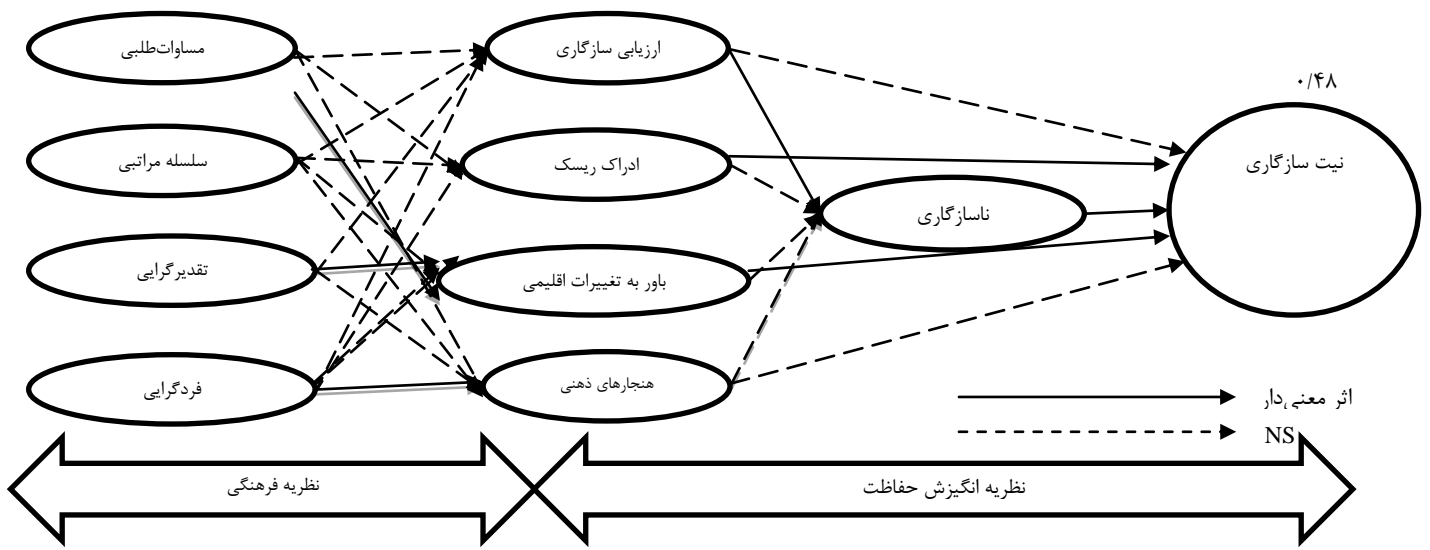 مساوات‌طلبی
سلسله مراتبی
تقدیرگرایی
فردگرایی
ارزیابی سازگاری
ادراک ریسک
باور به تغییرات اقلیمی
هنجارهای ذهنی
ناسازگاری
۰/۴۸
نیت سازگاری
اثر معنی‌دار
NS
نظریه فرهنگی
نظریه انگیزش حفاظت